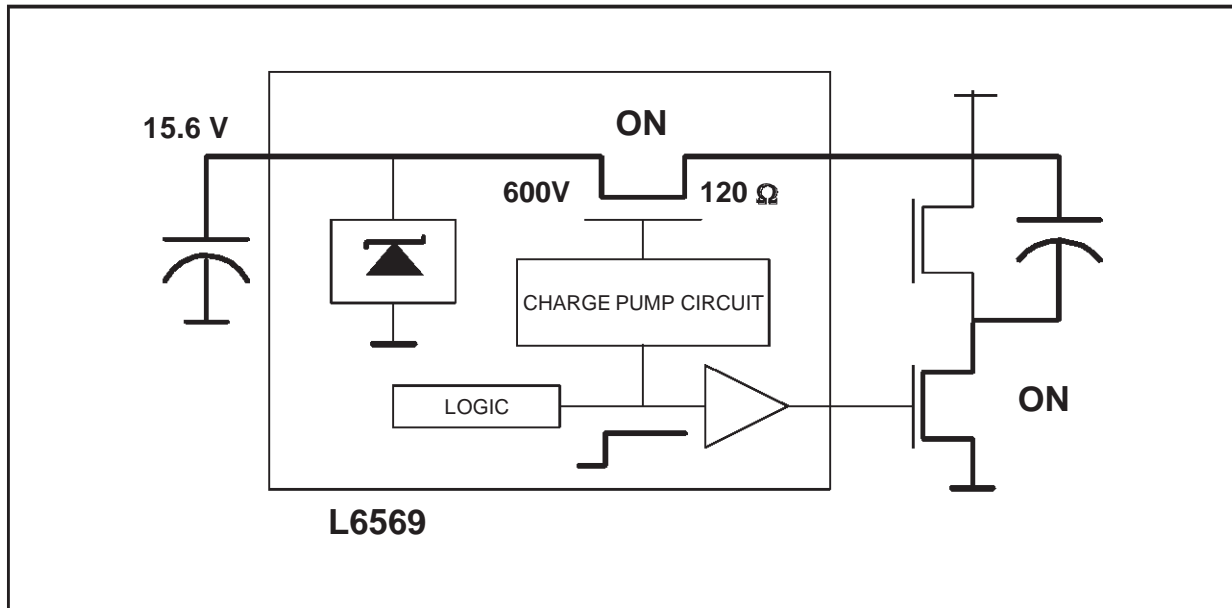 15.6 V
ON
600V
120 Ω
CHARGE PUMP CIRCUIT
LOGIC
ON
L6569